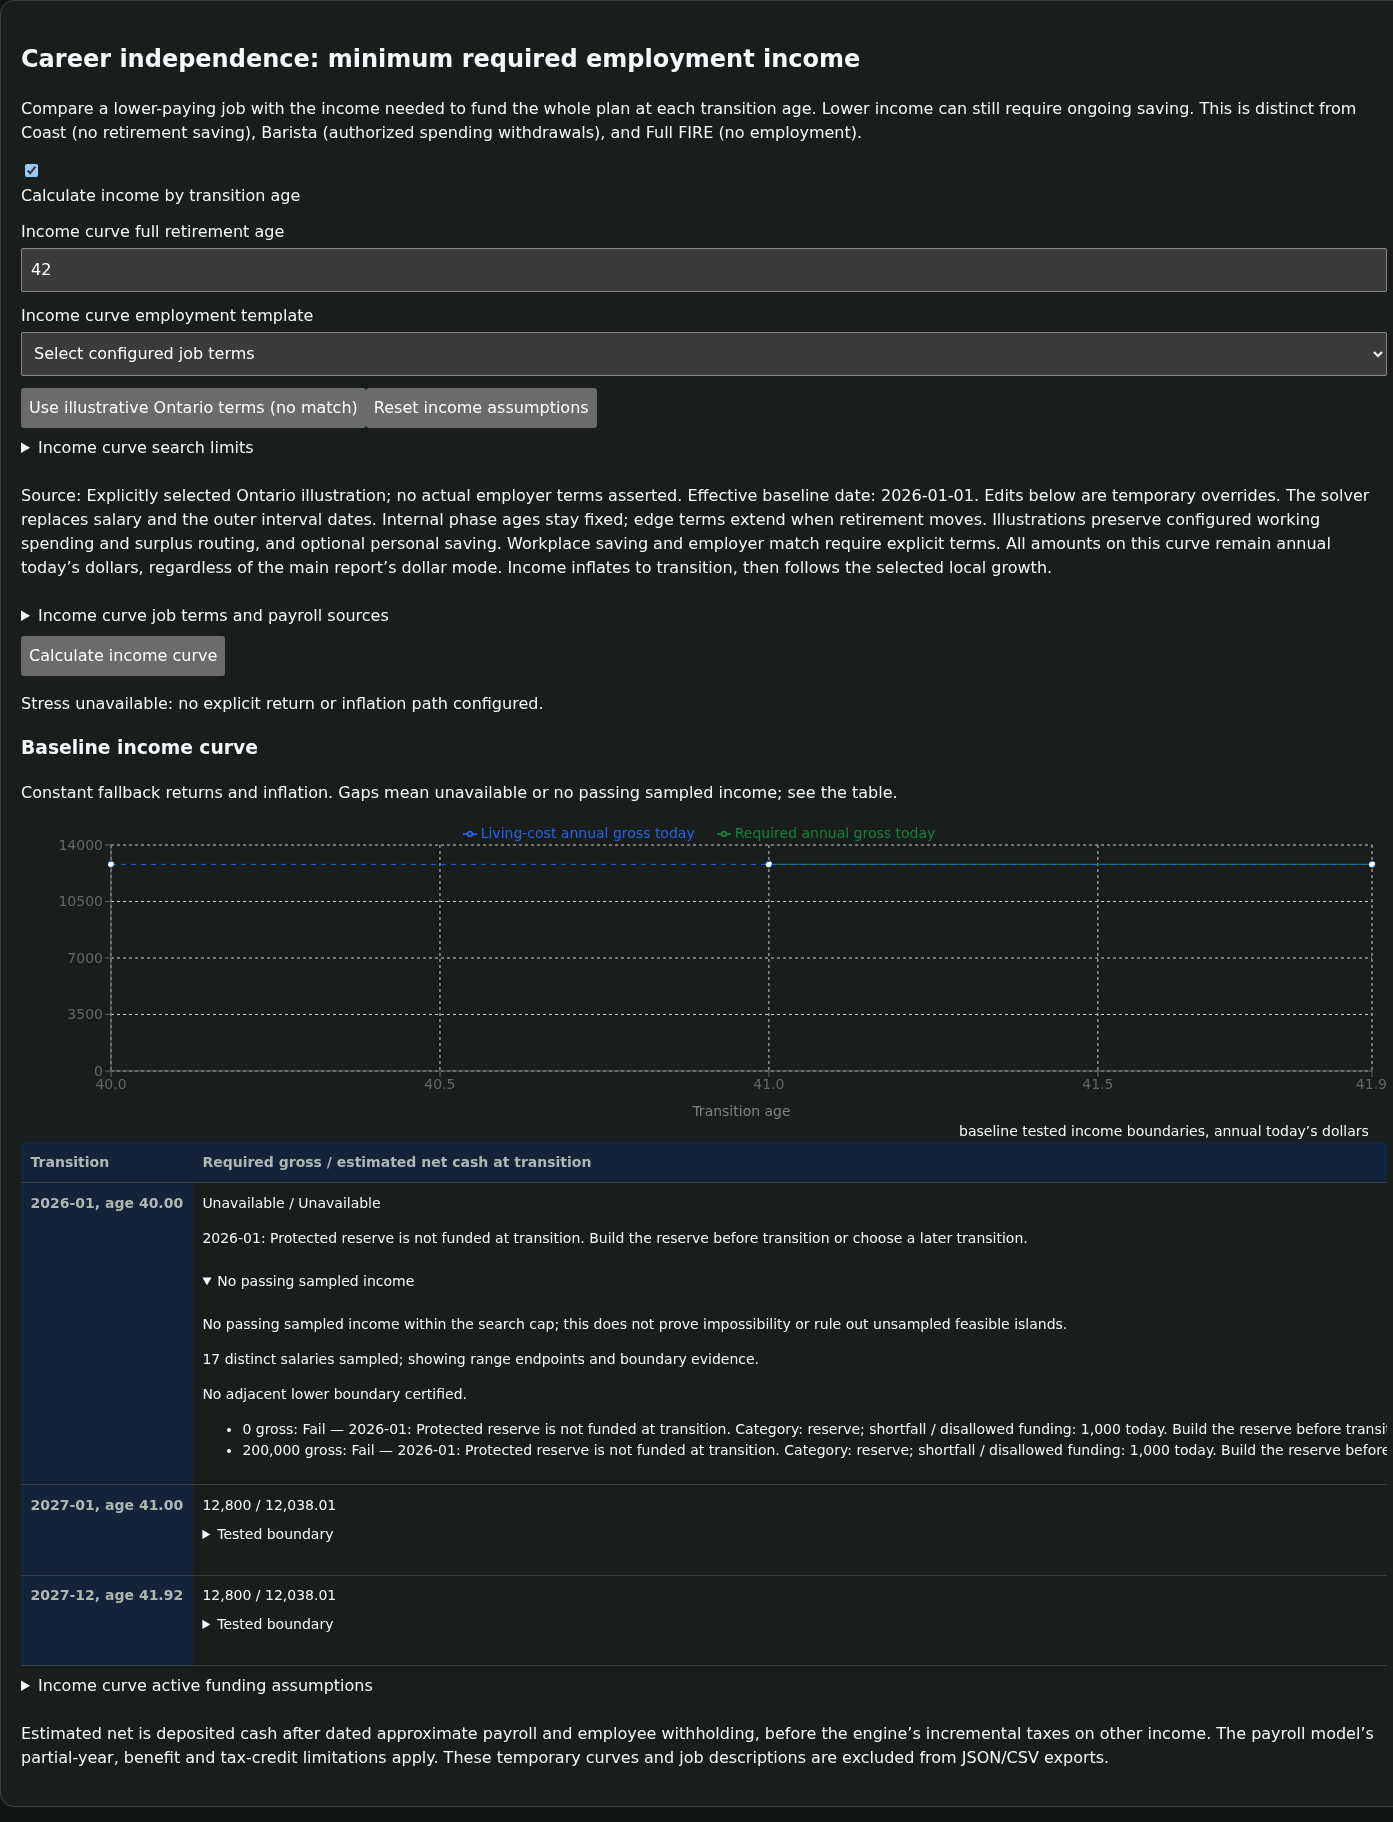 Career independence: minimum required employment income
Compare a lower-paying job with the income needed to fund the whole plan at each transition age. Lower income can still require ongoing saving. This is distinct from
Coast (no retirement saving), Barista (authorized spending withdrawals), and Full FIRE (no employment).
Calculate income by transition age
Income curve full retirement age
42
Income curve employment template
Select configured job terms
Use illustrative Ontario terms (no match) Reset income assumptions
Income curve search limits
Source: Explicitly selected Ontario illustration; no actual employer terms asserted. Effective baseline date: 2026-01-01. Edits below are temporary overrides. The solver
replaces salary and the outer interval dates. Internal phase ages stay fixed; edge terms extend when retirement moves. Illustrations preserve configured working
spending and surplus routing, and optional personal saving. Workplace saving and employer match require explicit terms. All amounts on this curve remain annual
today’s dollars, regardless of the main report’s dollar mode. Income inflates to transition, then follows the selected local growth.
Income curve job terms and payroll sources
Calculate income curve
Stress unavailable: no explicit return or inflation path configured.
Baseline income curve
Constant fallback returns and inflation. Gaps mean unavailable or no passing sampled income; see the table.
Living-cost annual gross today Required annual gross today
14000
10500
7000
3500
0
40.0 40.5 41.0 41.5 41.9
Transition age
baseline tested income boundaries, annual today’s dollars
Transition Required gross / estimated net cash at transition
2026-01, age 40.00 Unavailable / Unavailable
2026-01: Protected reserve is not funded at transition. Build the reserve before transition or choose a later transition.
No passing sampled income
No passing sampled income within the search cap; this does not prove impossibility or rule out unsampled feasible islands.
17 distinct salaries sampled; showing range endpoints and boundary evidence.
No adjacent lower boundary certified.
• 0 gross: Fail — 2026-01: Protected reserve is not funded at transition. Category: reserve; shortfall / disallowed funding: 1,000 today. Build the reserve before transit
• 200,000 gross: Fail — 2026-01: Protected reserve is not funded at transition. Category: reserve; shortfall / disallowed funding: 1,000 today. Build the reserve before
2027-01, age 41.00 12,800 / 12,038.01
Tested boundary
2027-12, age 41.92 12,800 / 12,038.01
Tested boundary
Income curve active funding assumptions
Estimated net is deposited cash after dated approximate payroll and employee withholding, before the engine’s incremental taxes on other income. The payroll model’s
partial-year, benefit and tax-credit limitations apply. These temporary curves and job descriptions are excluded from JSON/CSV exports.